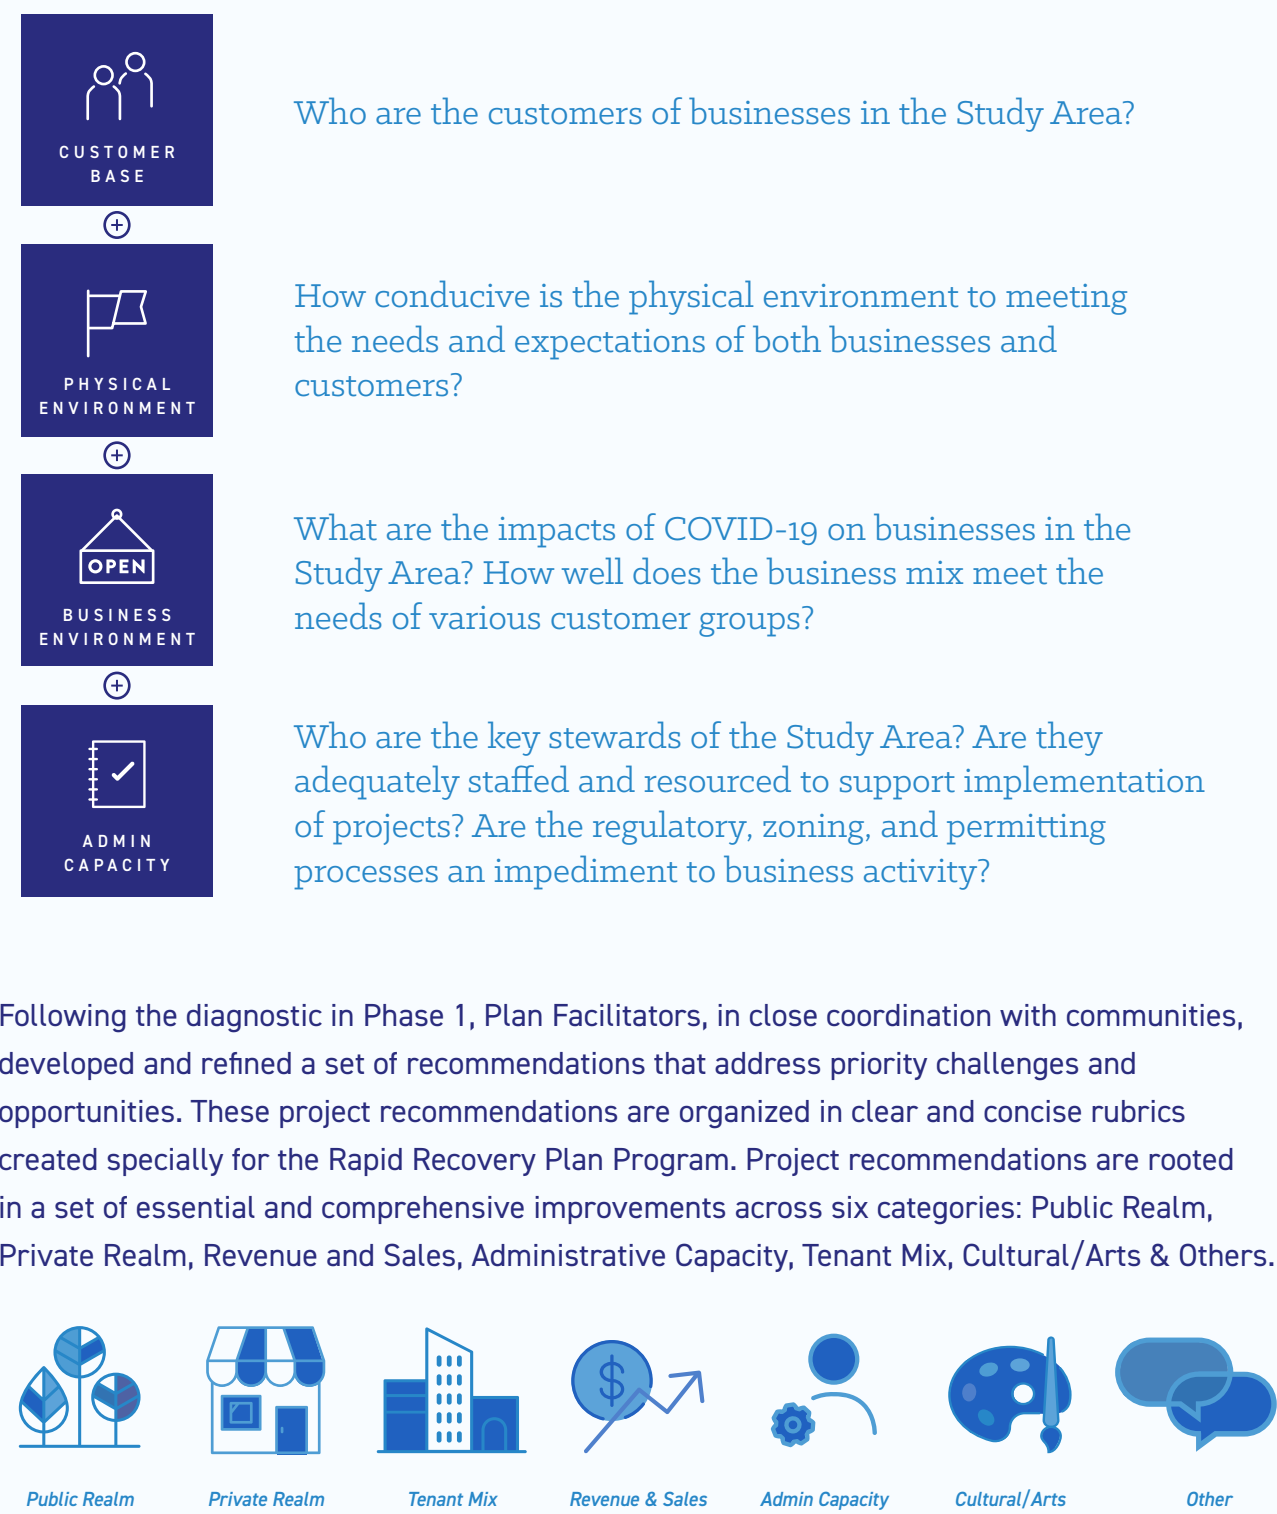 CUSTOMER
BASE
Who are the customers of businesses in the Study Area?
PHYSICAL
ENVIRONMENT
How conducive is the physical environment to meeting
the needs and expectations of both businesses and
customers?
OPEN
BUSINESS
ENVIRONMENT
What are the impacts of COVID-19 on businesses in the
Study Area? How well does the business mix meet the
needs of various customer groups?
ADMIN
CAPACITY
Who are the key stewards of the Study Area? Are they
adequately staffed and resourced to support implementation
of projects? Are the regulatory, zoning, and permitting
processes an impediment to business activity?
Following the diagnostic in Phase 1, Plan Facilitators, in close coordination with communities,
developed and refined a set of recommendations that address priority challenges and
opportunities. These project recommendations are organized in clear and concise rubrics
created specially for the Rapid Recovery Plan Program. Project recommendations are rooted
in a set of essential and comprehensive improvements across six categories: Public Realm,
Private Realm, Revenue and Sales, Administrative Capacity, Tenant Mix, Cultural/Arts & Others.
$
Public Realm
Private Realm
Tenant Mix
Revenue & Sales
Admin Capacity
Cultural/Arts
Other